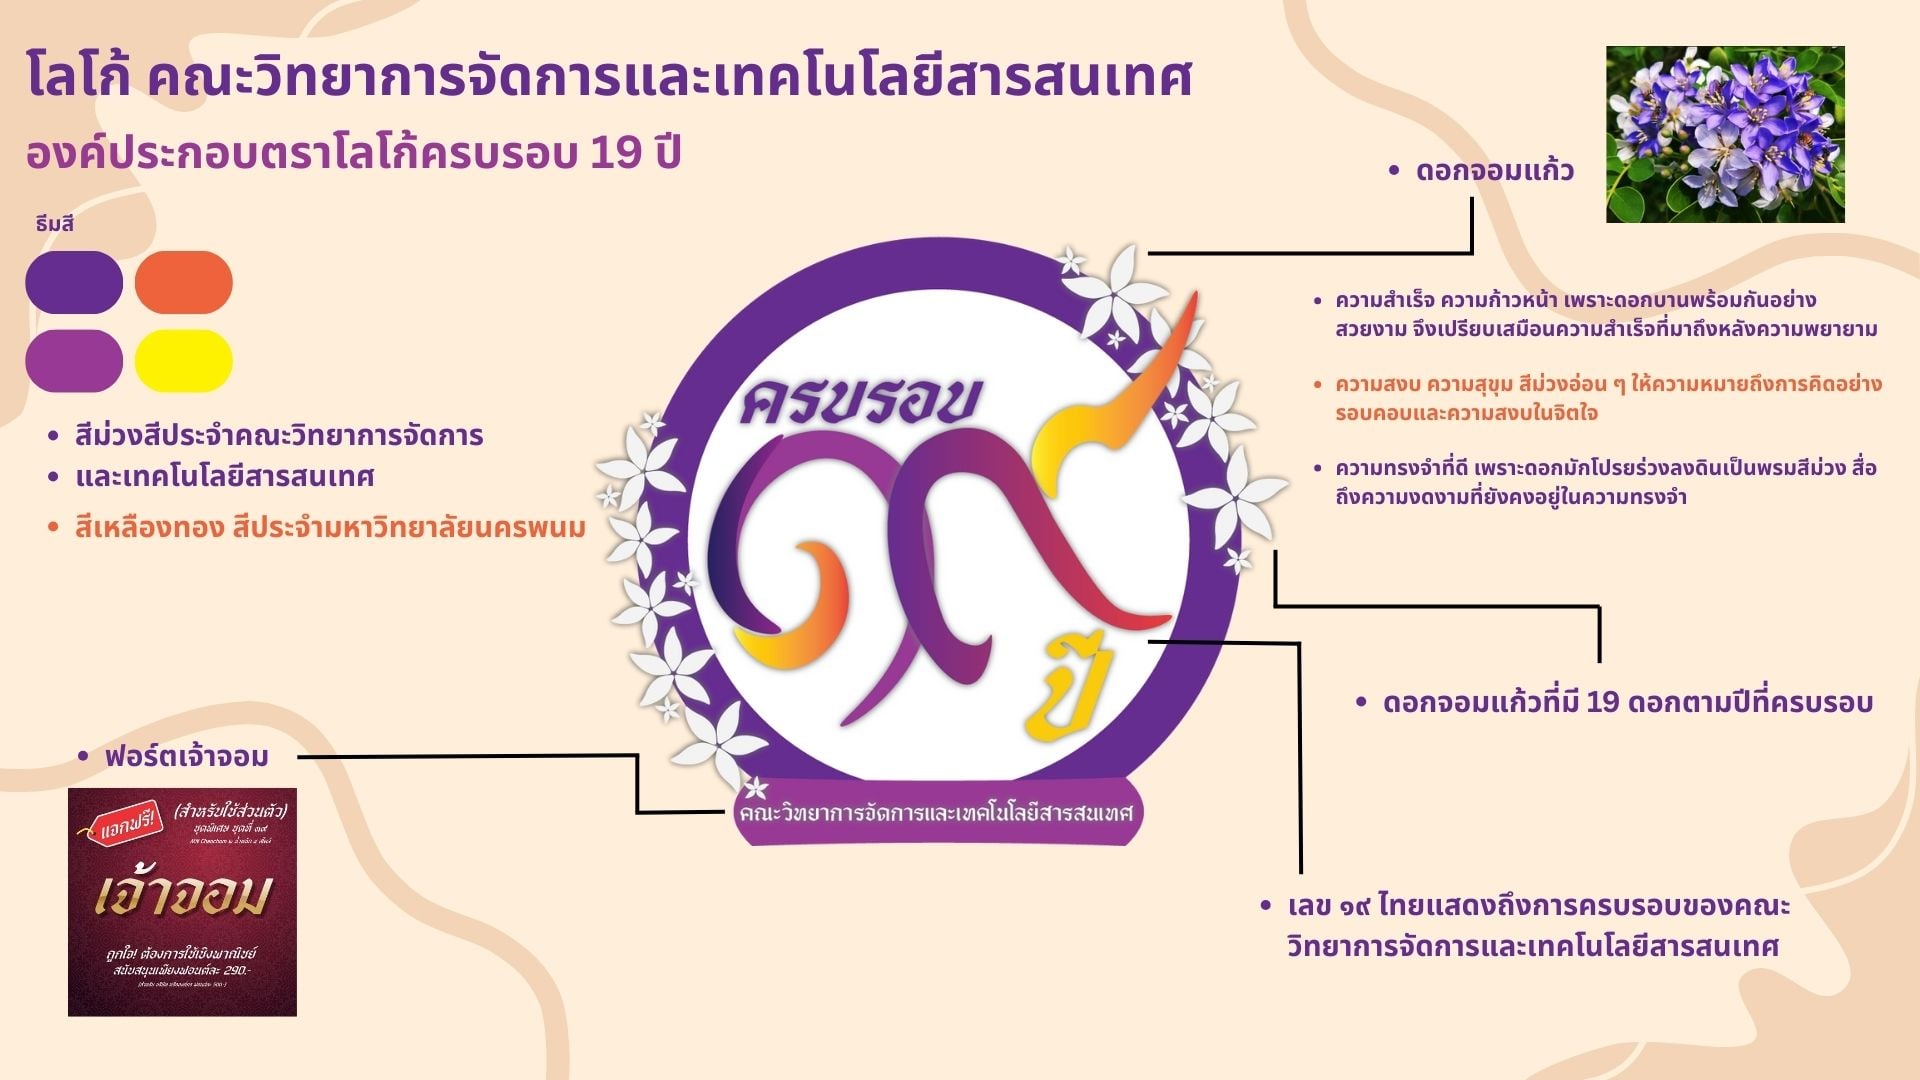 โลโก้ คณะวิทยาการจัดการและเทคโนโลยีสารสนเทศ
องค์ประกอบตราโลโก้ครบรอบ 19 ปี
ธีมสี
สีม่วงสีประจำคณะวิทยาการจัดการ
และเทคโนโลยีสารสนเทศ
สีเหลืองทอง สีประจำมหาวิทยาลัยนครพนม
ดอกจอมแก้ว
ความสำเร็จ ความก้าวหน้า เพราะดอกบานพร้อมกันอย่าง
สวยงาม จึงเปรียบเสมือนความสำเร็จที่มาถึงหลังความพยายาม
ความสงบ ความสุขุม สีม่วงอ่อน ๆ ให้ความหมายถึงการคิดอย่าง
รอบคอบและความสงบในจิตใจ
ความทรงจำที่ดี เพราะดอกมักโปรยร่วงลงดินเป็นพรมสีม่วง สื่อ
ถึงความงดงามที่ยังคงอยู่ในความทรงจำ
ครบรอบ
๑๙
ปี
คณะวิทยาการจัดการและเทคโนโลยีสารสนเทศ
ดอกจอมแก้วที่มี 19 ดอกตามปีที่ครบรอบ
เลข ๑๙ ไทยแสดงถึงการครบรอบของคณะ
วิทยาการจัดการและเทคโนโลยีสารสนเทศ
ฟอร์ตเจ้าจอม
แจกฟรี!
(สำหรับใช้ส่วนตัว)
ชุดพิเศษ ชุดที่ ๓๙
เจ้าจอม
ถูกใจ! ต้องการใช้เชิงพาณิชย์
สนับสนุนเพียงฟอนต์ละ 290.-